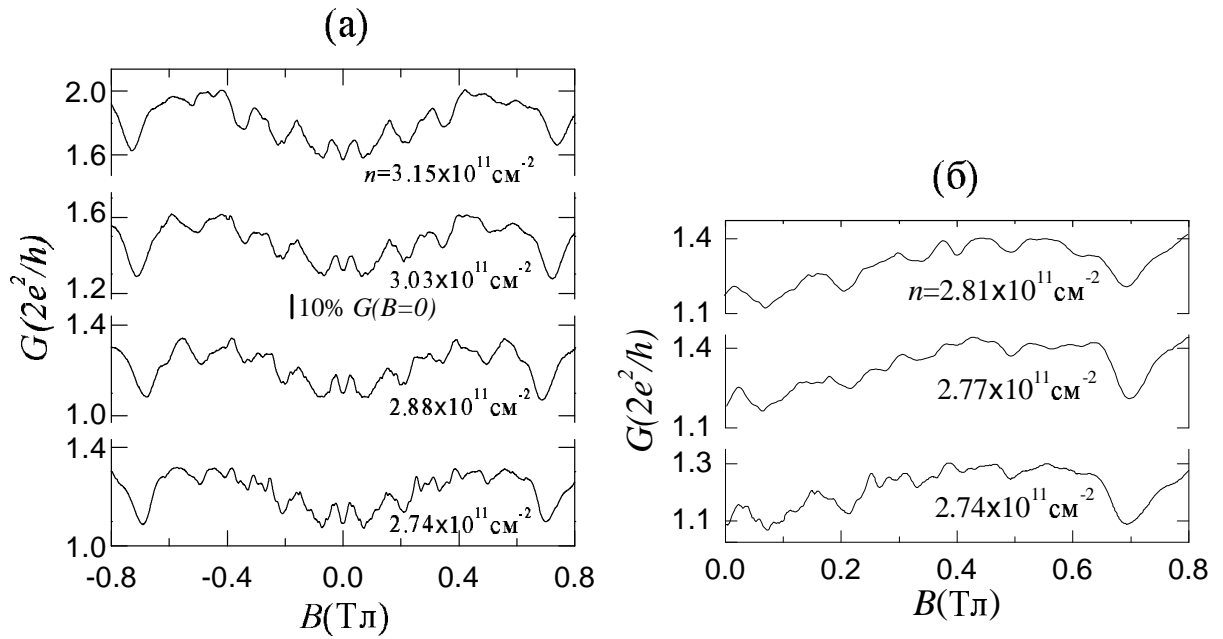 (а)
2.0
1.6
n=3.15x10¹¹см⁻²
1.6
1.2
3.03x10¹¹см⁻²
10% G(B=0)
1.4
1.0
2.88x10¹¹см⁻²
1.4
1.0
2.74x10¹¹см⁻²
G(2e²/h)
-0.8 -0.4 0.0 0.4 0.8
B(Тл)
(б)
1.4
1.1
n=2.81x10¹¹см⁻²
1.4
1.1
2.77x10¹¹см⁻²
1.3
1.1
2.74x10¹¹см⁻²
G(2e²/h)
0.0 0.2 0.4 0.6 0.8
B(Тл)